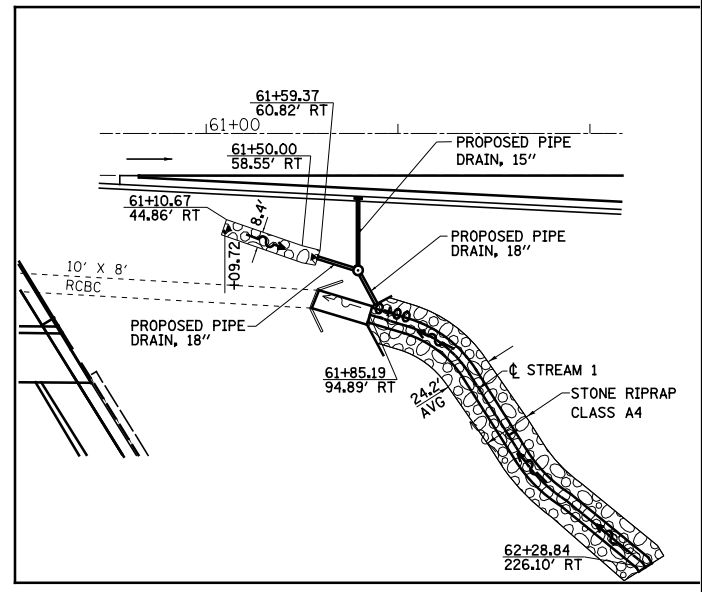 61+59.37
60.82' RT
61+00
61+50.00
58.55' RT
PROPOSED PIPE
DRAIN, 15"
61+10.67
44.86' RT
8.4'
+09.72
PROPOSED PIPE
DRAIN, 18"
10' X 8'
RCBC
PROPOSED PIPE
DRAIN, 18"
0+00
61+85.19
94.89' RT
24.2'
AVG
℄ STREAM 1
STONE RIPRAP
CLASS A4
62+28.84
226.10' RT